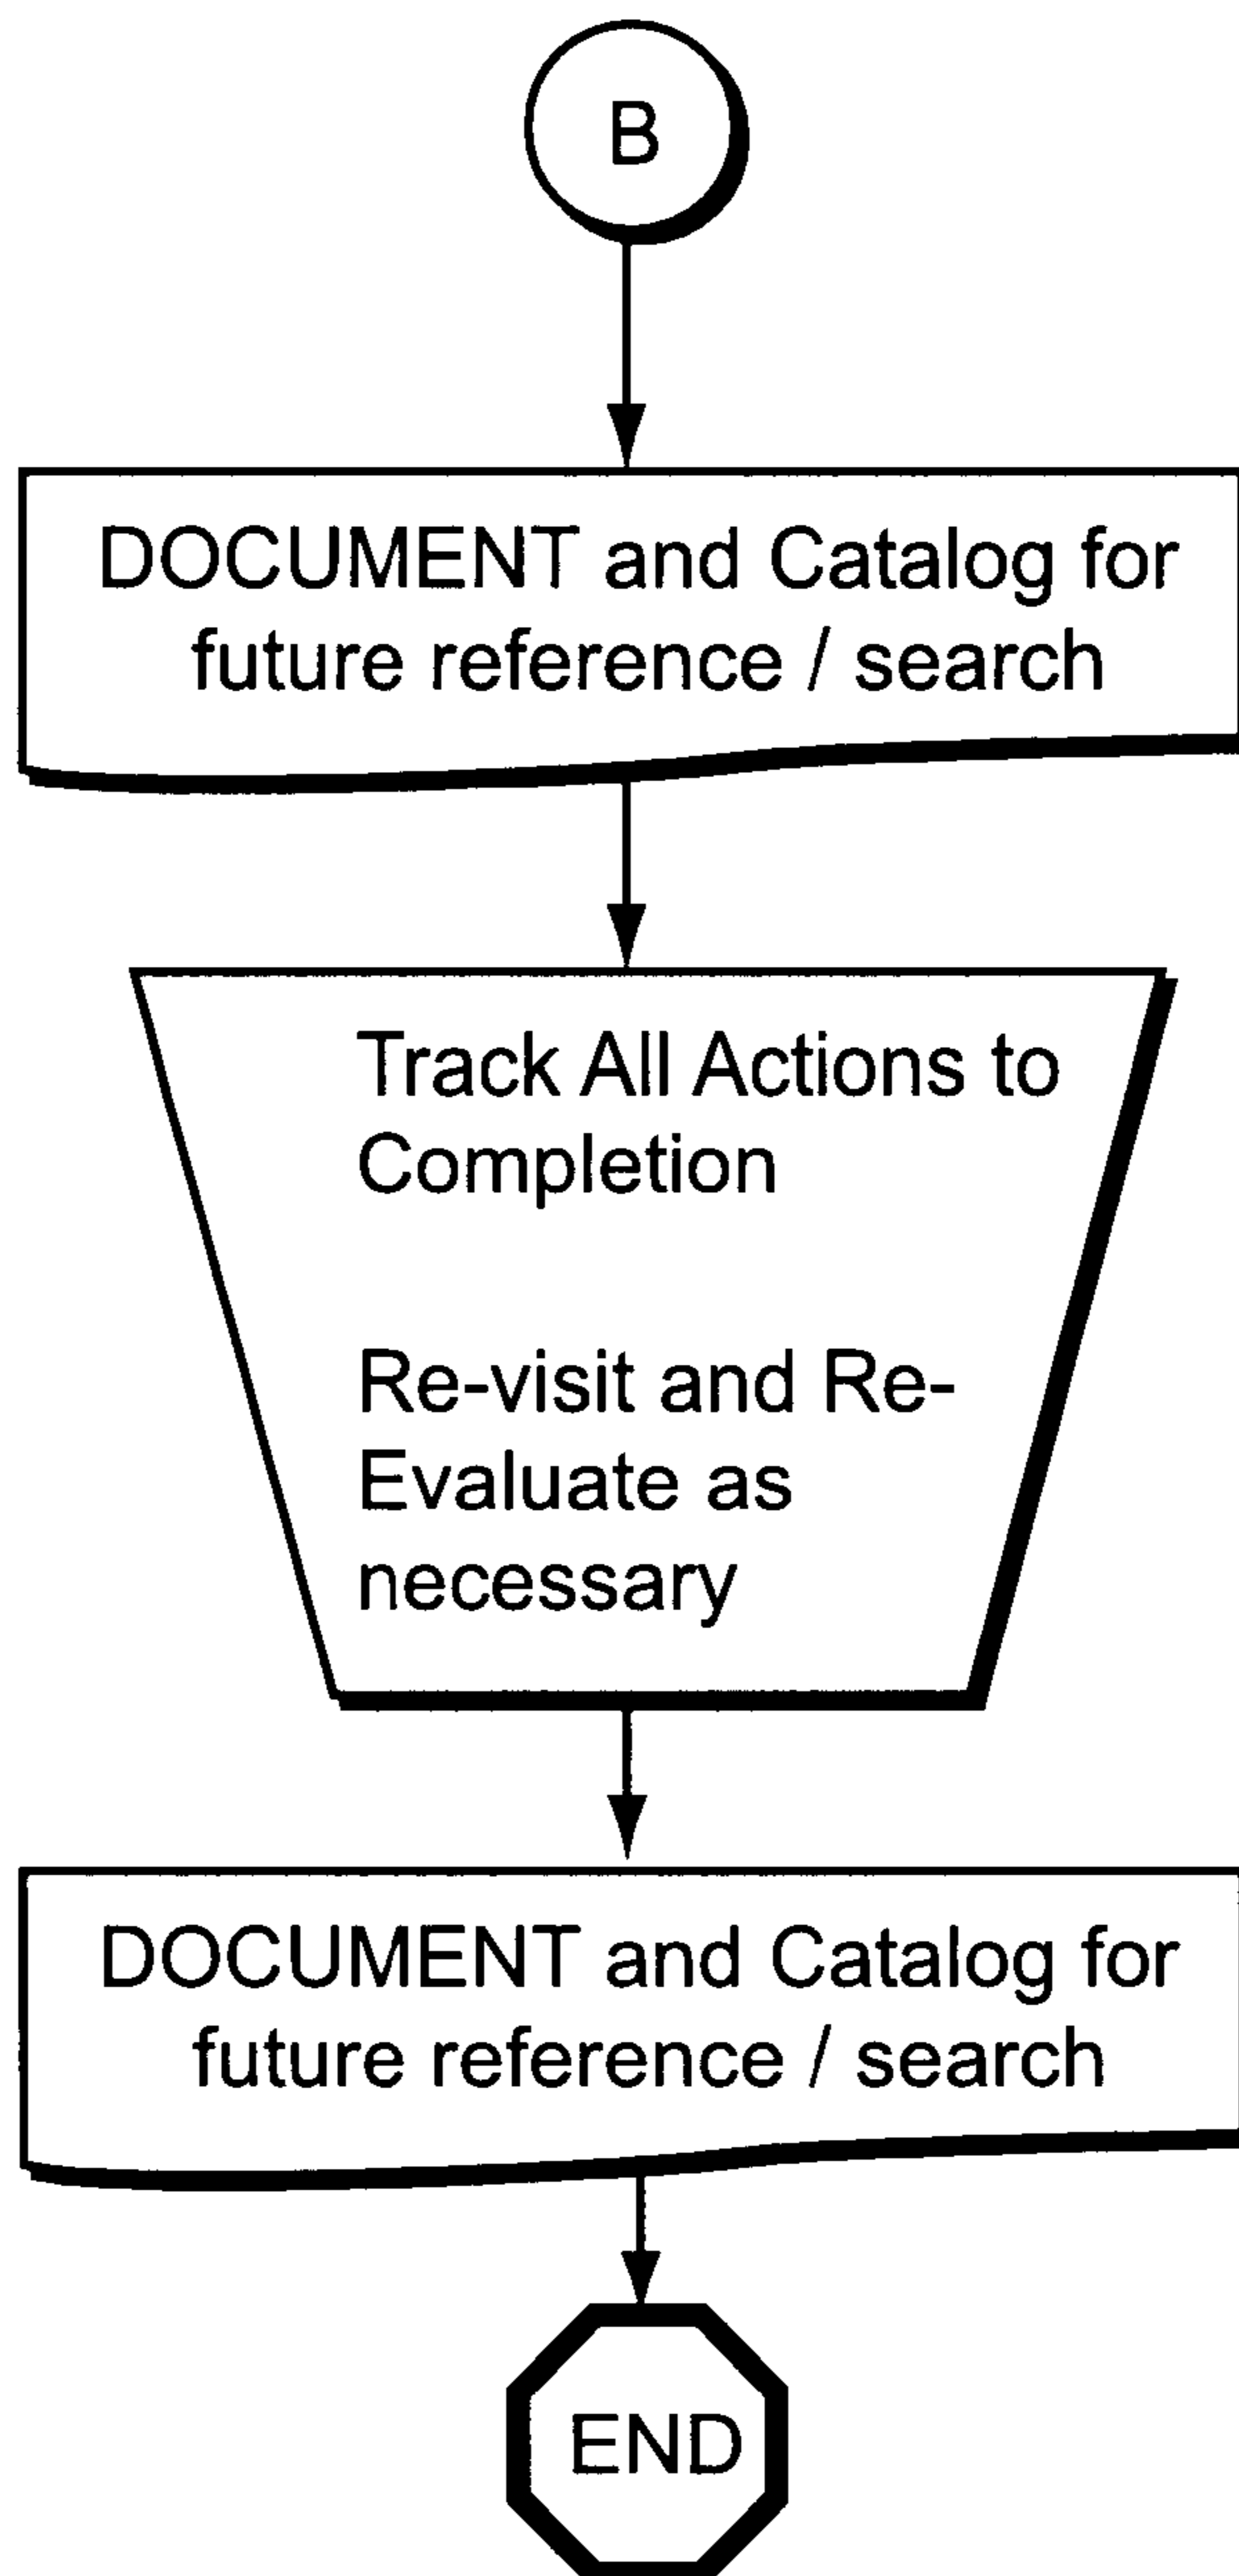 B
DOCUMENT and Catalog for
future reference / search
Track All Actions to
Completion
Re-visit and Re-
Evaluate as
necessary
DOCUMENT and Catalog for
future reference / search
END